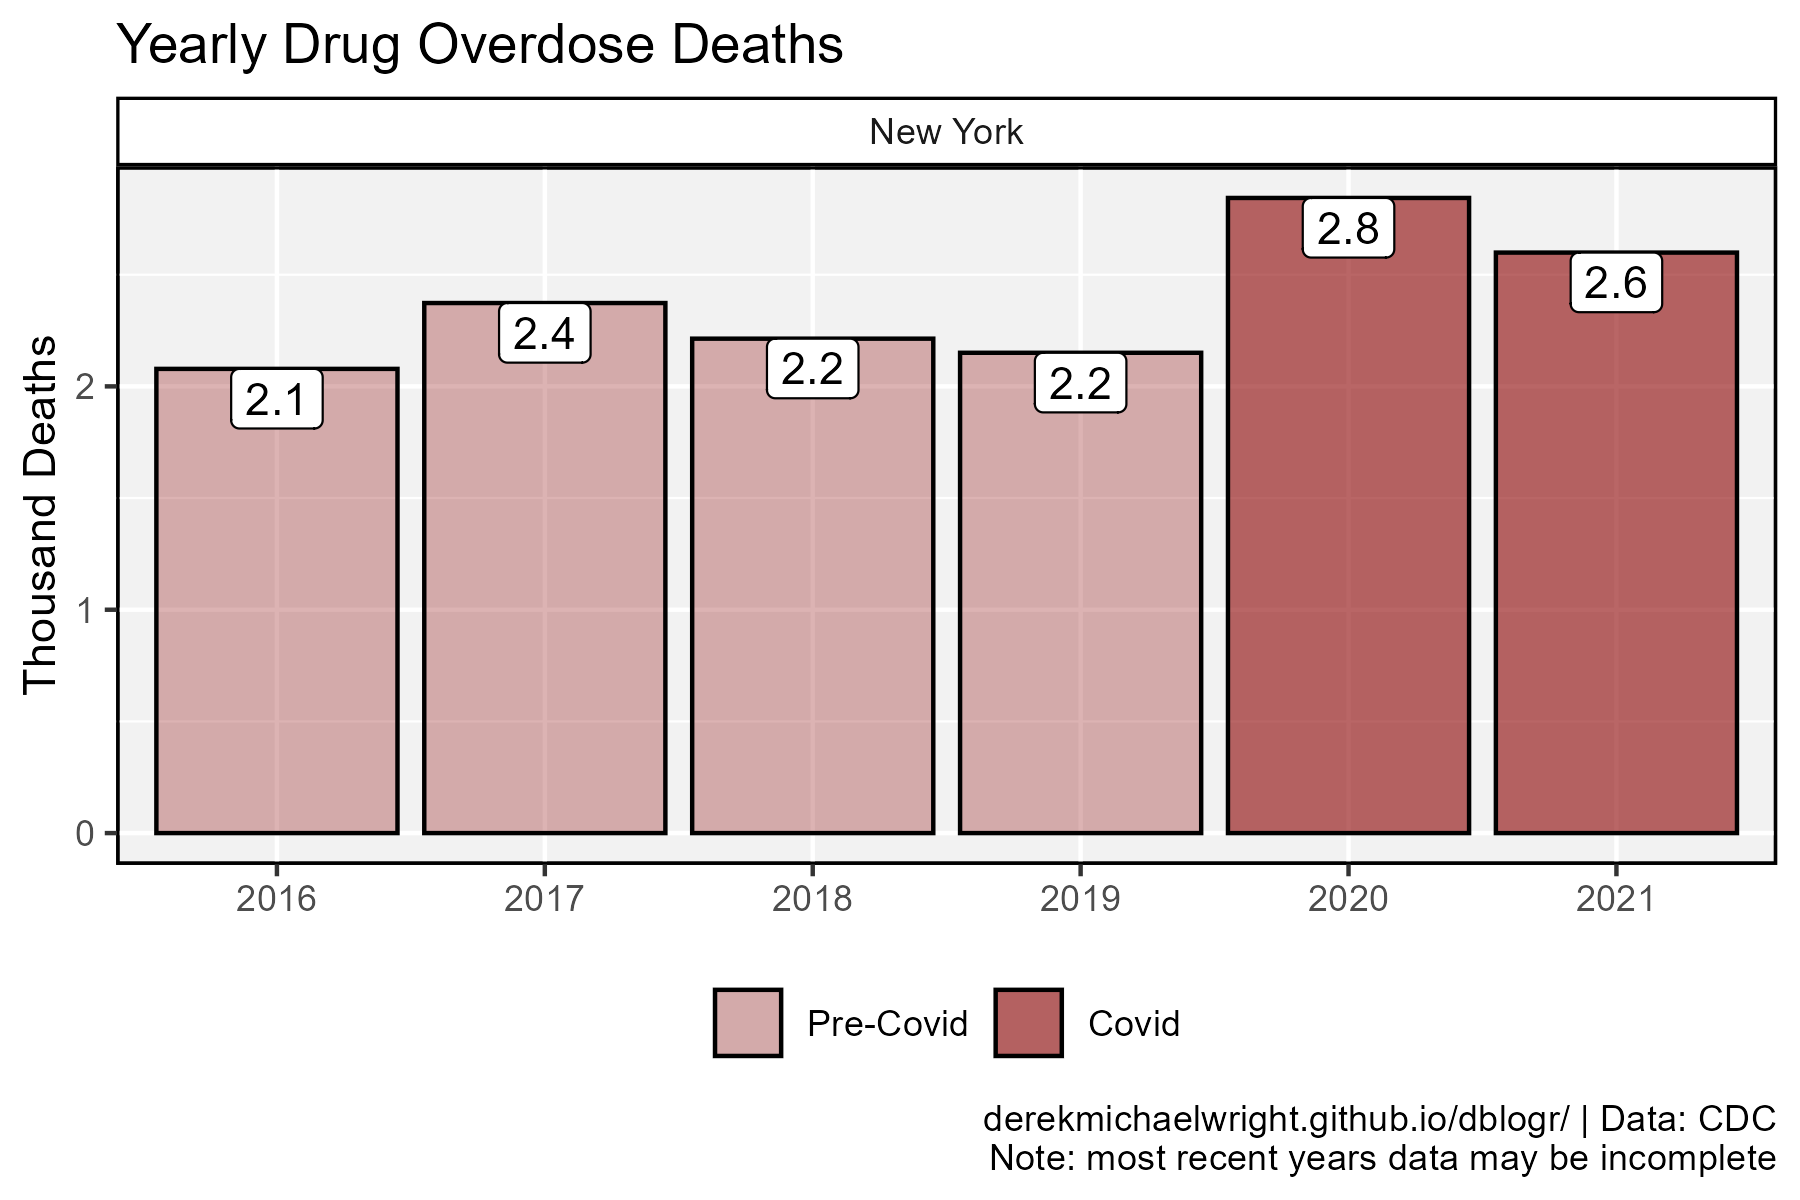 Yearly Drug Overdose Deaths
New York
Thousand Deaths
2
1
0
2.1
2.4
2.2
2.2
2.8
2.6
2016
2017
2018
2019
2020
2021
Pre-Covid
Covid
derekmichaelwright.github.io/dblogr/ | Data: CDC
Note: most recent years data may be incomplete